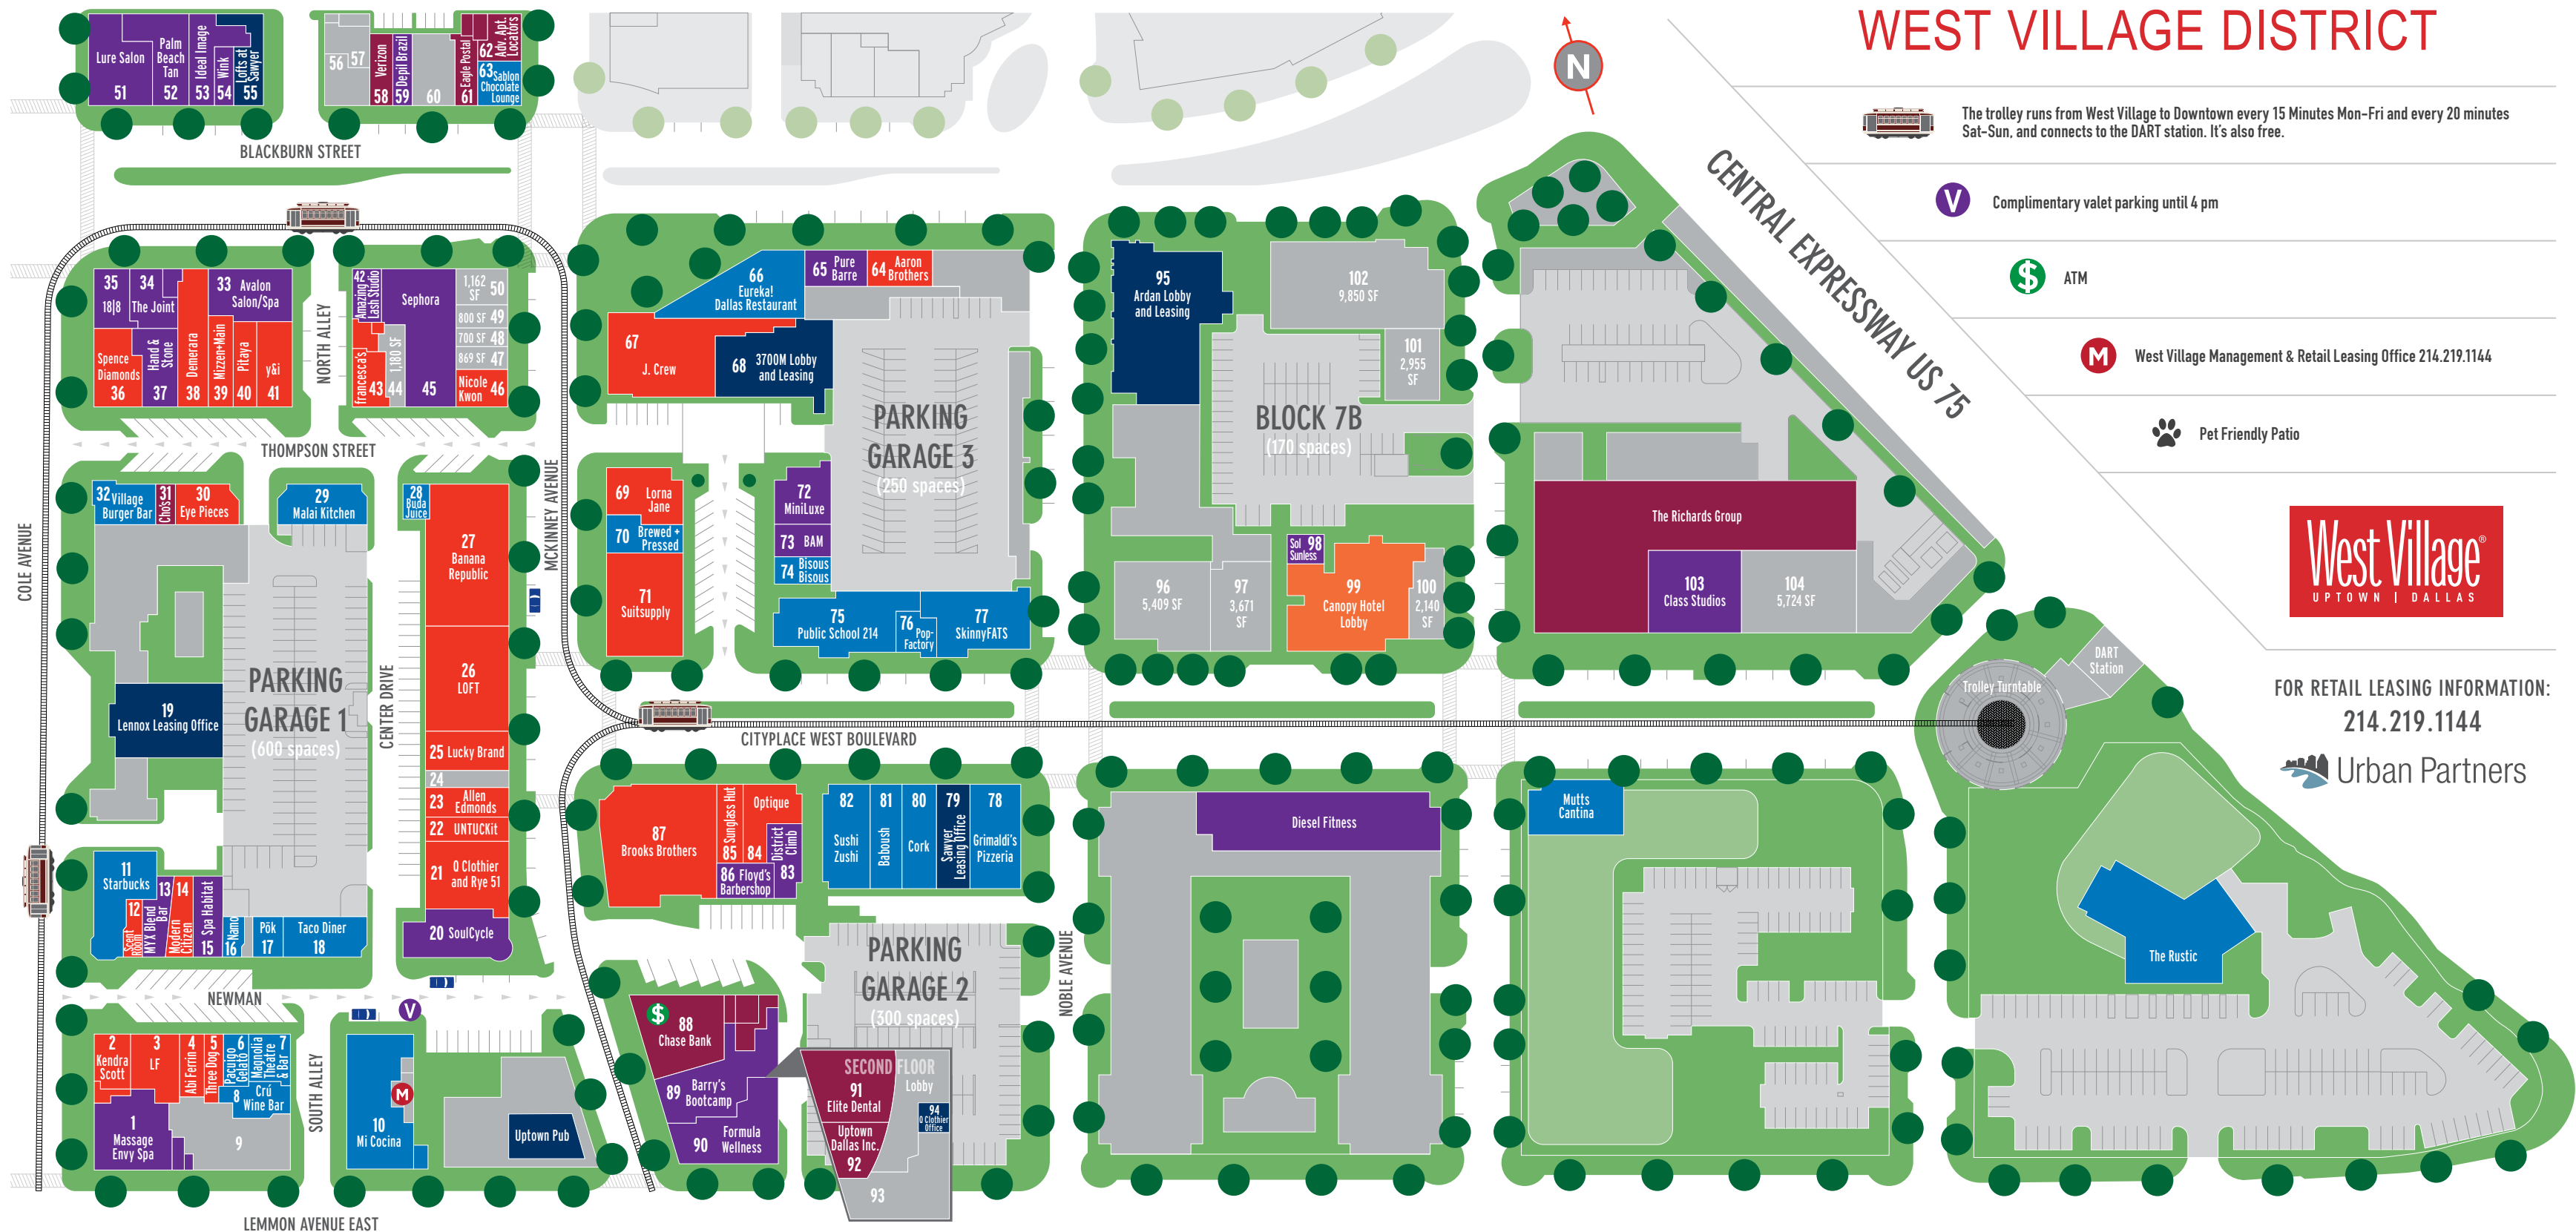 WEST VILLAGE DISTRICT
The trolley runs from West Village to Downtown every 15 Minutes Mon-Fri and every 20 minutes
Sat-Sun, and connects to the DART station. It's also free.
V
Complimentary valet parking until 4 pm
$
ATM
M
West Village Management & Retail Leasing Office 214.219.1144
Pet Friendly Patio
West Village®
UPTOWN | DALLAS
FOR RETAIL LEASING INFORMATION:
214.219.1144
Urban Partners
N
CENTRAL EXPRESSWAY US 75
Lure Salon
51
Palm
Beach
Tan
52
Ideal Image
53
Wink
54
Lofts at
Sawyer
55
56
57
Verizon
58
Depil Brazil
59
60
Eagle Postal
61
62
Adv. Apt.
Locators
63 Sablon
Chocolate
Lounge
BLACKBURN STREET
35
18|8
34
The Joint
33 Avalon
Salon/Spa
Spence
Diamonds
36
Hand &
Stone
37
Demerara
38
Mizzen+Main
39
Pitaya
40
y&i
41
NORTH ALLEY
42
Amazing
Lash Studio
Sephora
45
francesca's
43
1,180 SF
44
1,162
SF 50
800 SF 49
700 SF 48
869 SF 47
Nicole
Kwon 46
THOMPSON STREET
COLE AVENUE
MCKINNEY AVENUE
32 Village
Burger Bar
31
ChoSun
30
Eye Pieces
29
Malai Kitchen
28
Buda
Juice
27
Banana
Republic
26
LOFT
25 Lucky Brand
24
23 Allen
Edmonds
22 UNTUCKit
21 Q Clothier
and Rye 51
20 SoulCycle
CENTER DRIVE
19
Lennox Leasing Office
PARKING
GARAGE 1
(600 spaces)
11
Starbucks
12
Scent
Room
13
MYX Blend
Bar
14
Modern
Citizen
Spa Habitat
15
Namo
16
Pōk
17
Taco Diner
18
NEWMAN
V
2
Kendra
Scott
3
LF
4
Abi Ferrin
5
Three Dog
6
Paciugo
Gelato
7
Magnolia
Theatre
& Bar
8 Crú
Wine Bar
1
Massage
Envy Spa
9
SOUTH ALLEY
M
10
Mi Cocina
Uptown Pub
LEMMON AVENUE EAST
66
Eureka!
Dallas Restaurant
65 Pure
Barre
64 Aaron
Brothers
67
J. Crew
68 3700M Lobby
and Leasing
PARKING
GARAGE 3
(250 spaces)
69 Lorna
Jane
70 Brewed +
Pressed
71
Suitsupply
72
MiniLuxe
73 BAM
74 Bisous
Bisous
75
Public School 214
76 Pop-
Factory
77
SkinnyFATS
CITYPLACE WEST BOULEVARD
87
Brooks Brothers
Sunglass Hut
85
Optique
84
District
Climb
83
86 Floyd's
Barbershop
82
Sushi
Zushi
81
Baboush
80
Cork
79
Sawyer
Leasing Office
78
Grimaldi's
Pizzeria
PARKING
GARAGE 2
(300 spaces)
$
88
Chase Bank
89 Barry's
Bootcamp
90 Formula
Wellness
SECOND FLOOR
91
Elite Dental
Lobby
94
Q Clothier
Office
Uptown
Dallas Inc.
92
93
NOBLE AVENUE
95
Ardan Lobby
and Leasing
102
9,850 SF
101
2,955
SF
BLOCK 7B
(170 spaces)
96
5,409 SF
97
3,671
SF
Sol
Sunless
98
99
Canopy Hotel
Lobby
100
2,140
SF
The Richards Group
103
Class Studios
104
5,724 SF
DART
Station
Trolley Turntable
Diesel Fitness
Mutts
Cantina
The Rustic